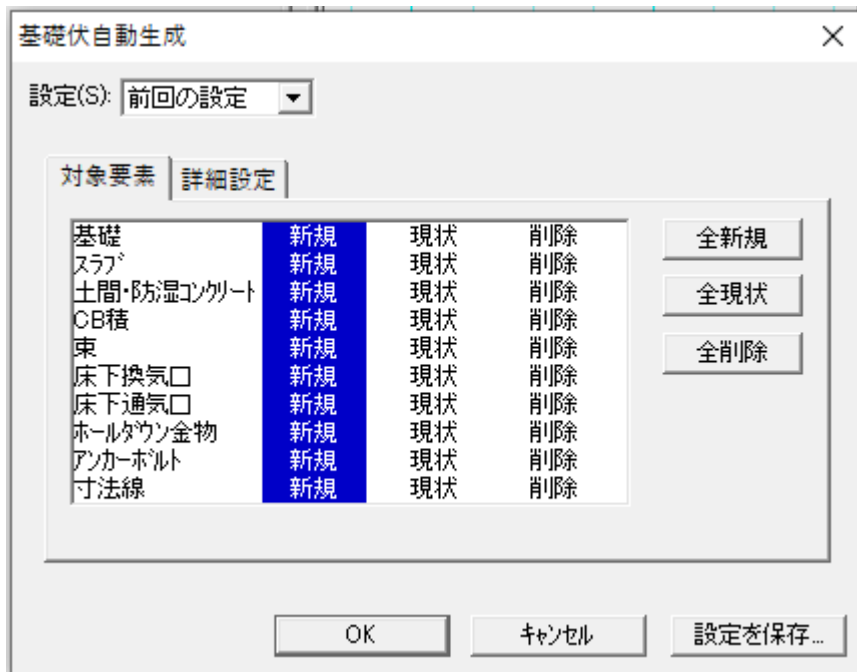 基礎伏自動生成
設定(S): 前回の設定
対象要素 詳細設定
基礎 新規 現状 削除
ｽﾗﾌﾞ 新規 現状 削除
土間･防湿ｺﾝｸﾘｰﾄ 新規 現状 削除
CB積 新規 現状 削除
束 新規 現状 削除
床下換気口 新規 現状 削除
床下通気口 新規 現状 削除
ﾎｰﾙﾀﾞｳﾝ金物 新規 現状 削除
ｱﾝｶｰﾎﾞﾙﾄ 新規 現状 削除
寸法線 新規 現状 削除
全新規
全現状
全削除
OK ｷｬﾝｾﾙ 設定を保存...